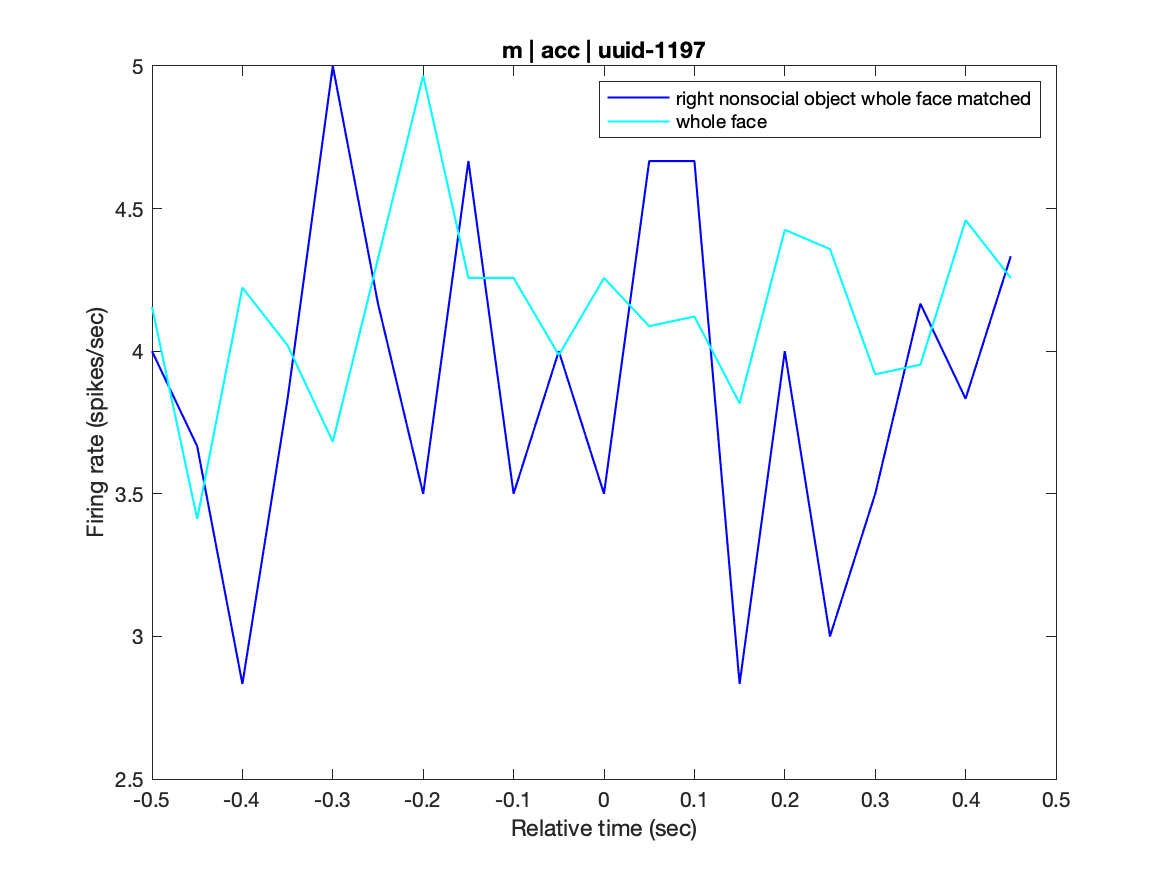 m | acc | uuid-1197
right nonsocial object whole face matched
whole face
5
4.5
4
3.5
3
2.5
Firing rate (spikes/sec)
-0.5 -0.4 -0.3 -0.2 -0.1 0 0.1 0.2 0.3 0.4 0.5
Relative time (sec)